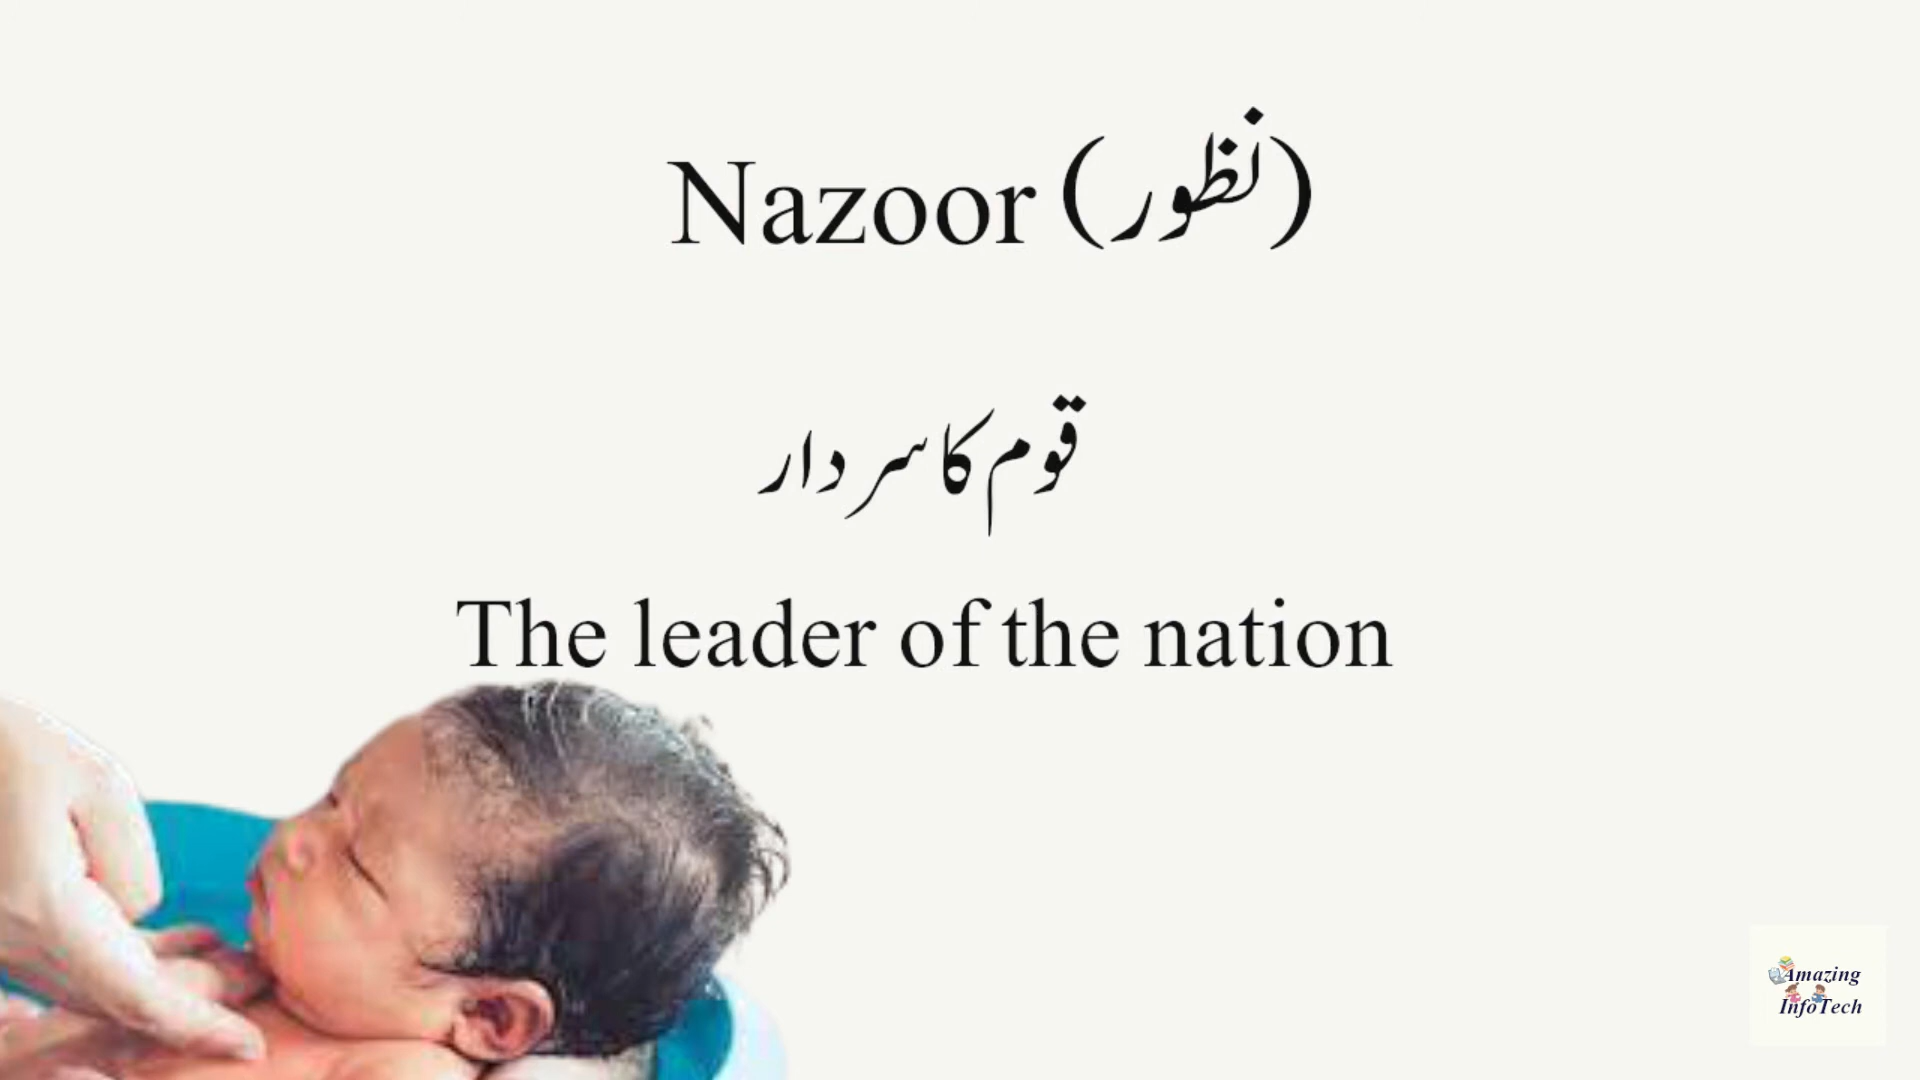 Nazoor (نظور)
قوم کا سردار
The leader of the nation
Amazing
InfoTech